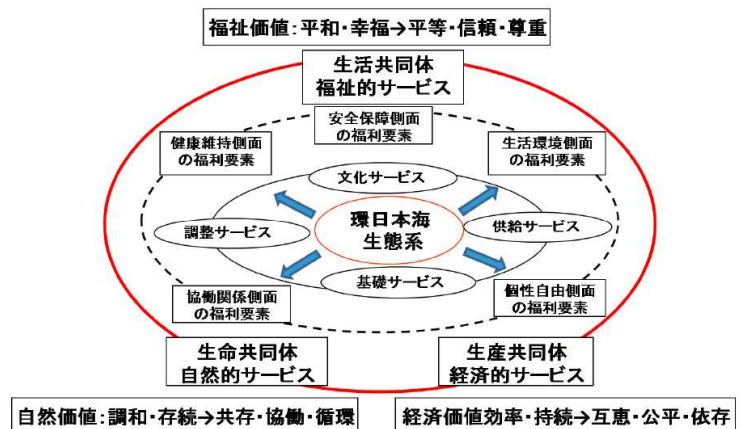 福祉価値:平和・幸福→平等・信頼・尊重
生活共同体
福祉的サービス
安全保障側面
の福利要素
健康維持側面
の福利要素
生活環境側面
の福利要素
文化サービス
調整サービス
環日本海
生態系
供給サービス
基礎サービス
協働関係側面
の福利要素
個性自由側面
の福利要素
生命共同体
自然的サービス
生産共同体
経済的サービス
自然価値:調和・存続→共存・協働・循環
経済価値効率・持続→互恵・公平・依存